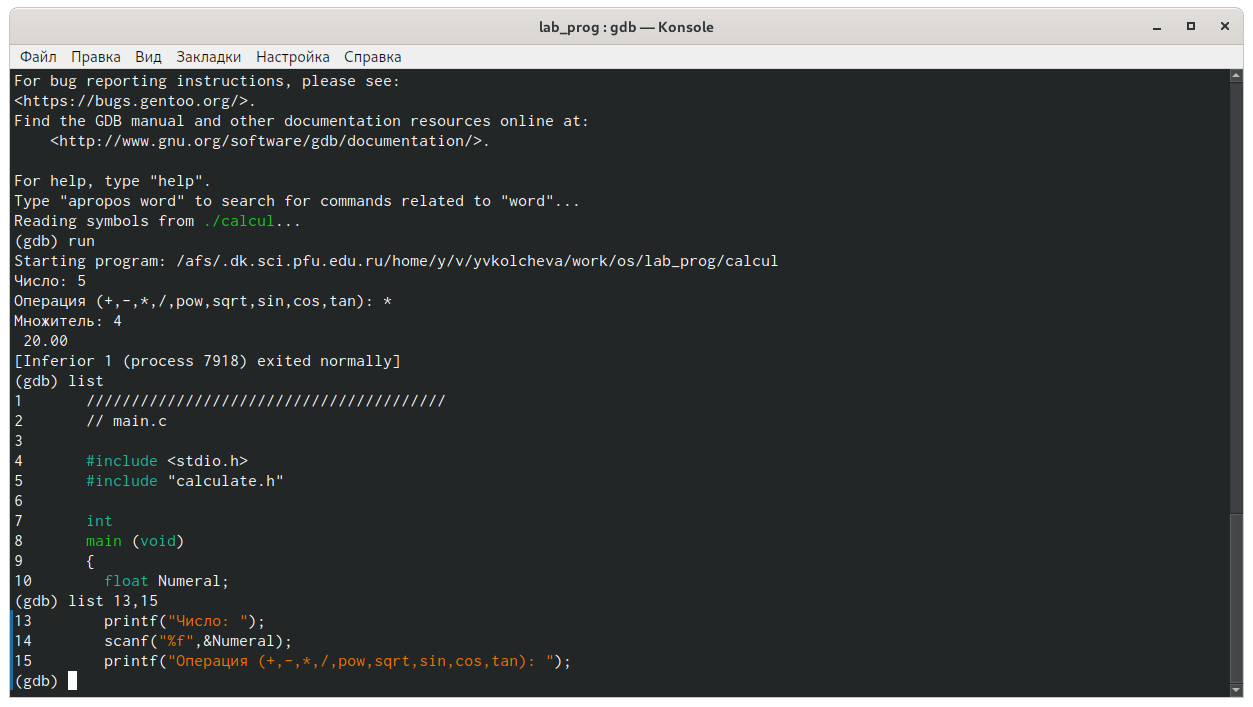 lab_prog : gdb — Konsole
Файл Правка Вид Закладки Настройка Справка
For bug reporting instructions, please see:
<https://bugs.gentoo.org/>.
Find the GDB manual and other documentation resources online at:
    <http://www.gnu.org/software/gdb/documentation/>.
For help, type "help".
Type "apropos word" to search for commands related to "word"...
Reading symbols from ./calcul...
(gdb) run
Starting program: /afs/.dk.sci.pfu.edu.ru/home/y/v/yvkolcheva/work/os/lab_prog/calcul
Число: 5
Операция (+,-,*,/,pow,sqrt,sin,cos,tan): *
Множитель: 4
 20.00
[Inferior 1 (process 7918) exited normally]
(gdb) list
1       ////////////////////////////////////////
2       // main.c
3
4       #include <stdio.h>
5       #include "calculate.h"
6
7       int
8       main (void)
9       {
10        float Numeral;
(gdb) list 13,15
13        printf("Число: ");
14        scanf("%f",&Numeral);
15        printf("Операция (+,-,*,/,pow,sqrt,sin,cos,tan): ");
(gdb)